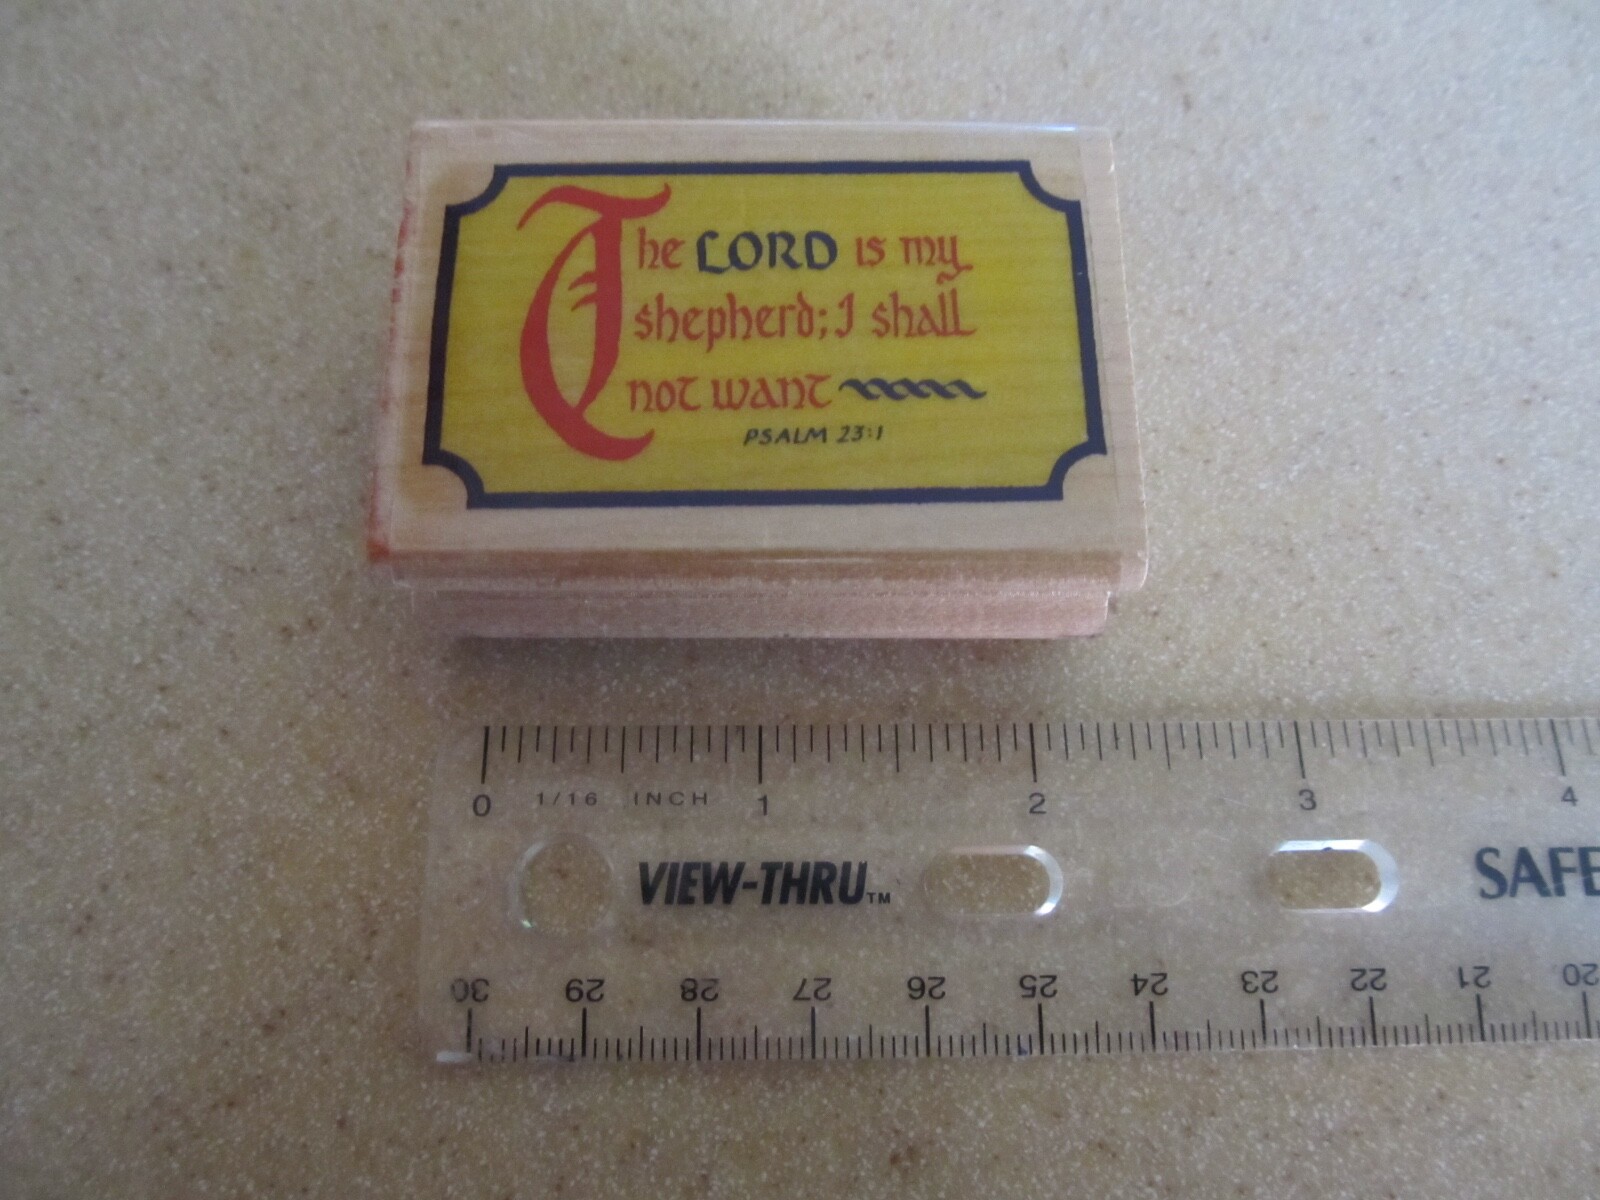 The LORD is my
shepherd; I shall
not want
PSALM 23:1
0 1/16 INCH 1 2 3 4
VIEW-THRU™ SAFE
30 29 28 27 26 25 24 23 22 21 20